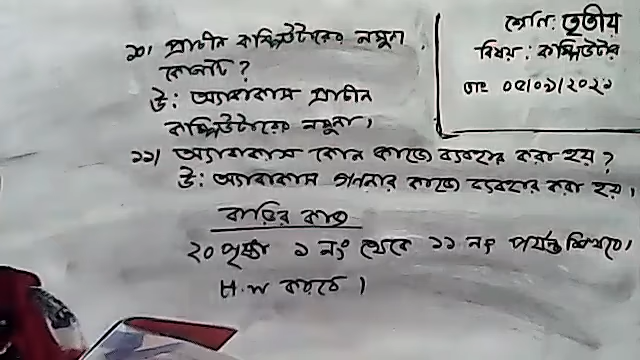 শ্রেণি: তৃতীয়
বিষয়: কম্পিউটার
তাং ০৫/০৯/২০২১
১০। প্রাচীন কম্পিউটারের নমুনা
কোনটি?
উ: অ্যাবাকাস প্রাচীন
কম্পিউটারের নমুনা।
১১। অ্যাবাকাস কোন কাজে ব্যবহার করা হয়?
উ: অ্যাবাকাস গণনার কাজে ব্যবহার করা হয়।
বাড়ির কাজ
২০ পৃষ্ঠা ১ নং থেকে ১১ নং পর্যন্ত শিখবে।
H.W করবে।